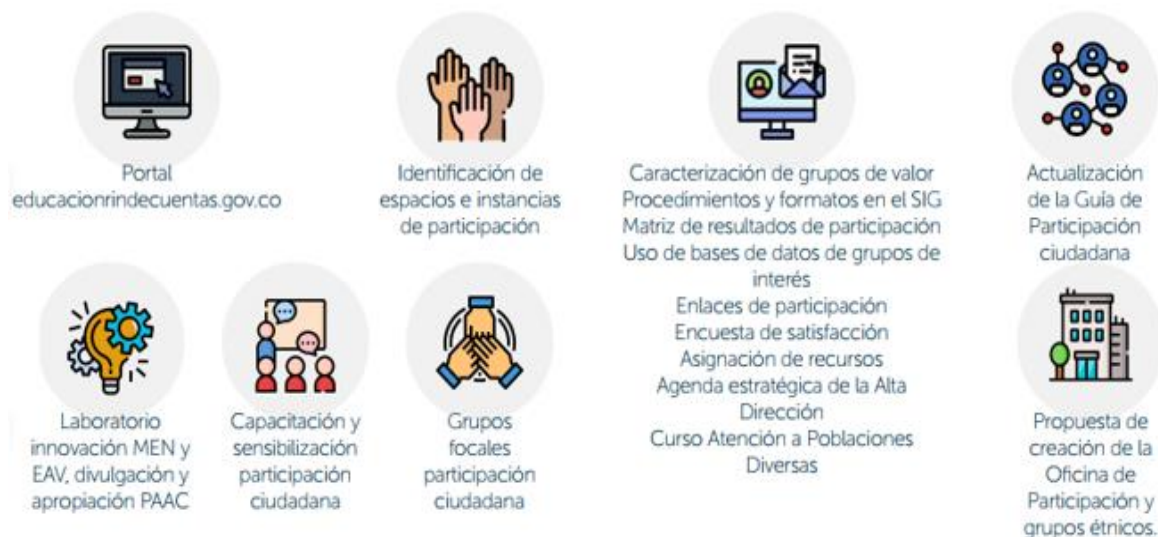 Portal
educacionrindecuentas.gov.co
Identificación de
espacios e instancias
de participación
Caracterización de grupos de valor
Procedimientos y formatos en el SIG
Matriz de resultados de participación
Uso de bases de datos de grupos de
interés
Enlaces de participación
Encuesta de satisfacción
Asignación de recursos
Agenda estratégica de la Alta
Dirección
Curso Atención a Poblaciones
Diversas
Actualización
de la Guía de
Participación
ciudadana
Laboratorio
innovación MEN y
EAV, divulgación y
apropiación PAAC
Capacitación y
sensibilización
participación
ciudadana
Grupos
focales
participación
ciudadana
Propuesta de
creación de la
Oficina de
Participación y
grupos étnicos.